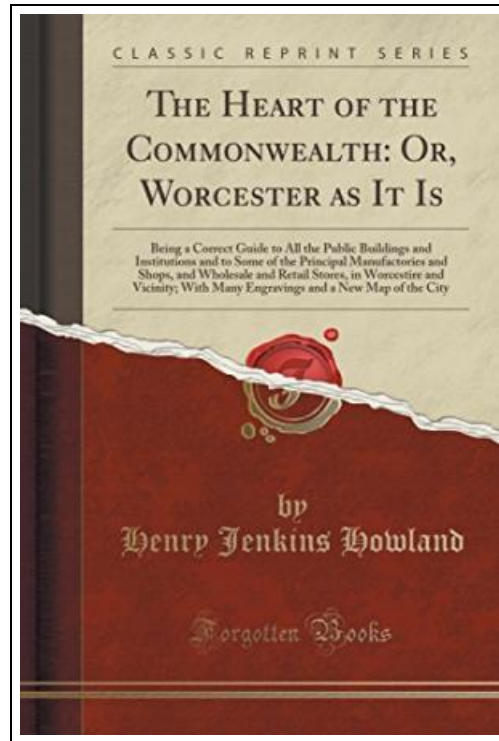 CLASSIC REPRINT SERIES
THE HEART OF THE
COMMONWEALTH: OR,
WORCESTER AS IT IS
Being a Correct Guide to All the Public Buildings and
Institutions and to Some of the Principal Manufactories and
Shops, and Wholesale and Retail Stores, in Worcestire and
Vicinity; With Many Engravings and a New Map of the City
by
Henry Jenkins Howland
Forgotten Books